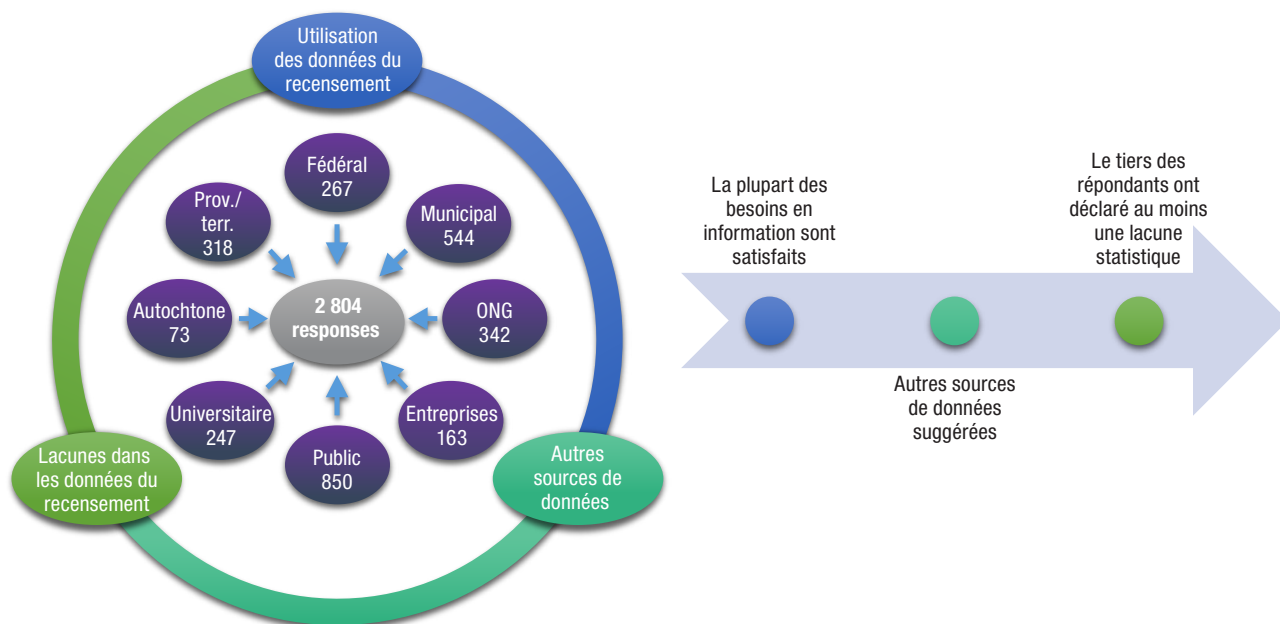 Utilisation
des données du
recensement
Fédéral
267
Municipal
544
ONG
342
Entreprises
163
Public
850
Universitaire
247
Autochtone
73
Prov./
terr.
318
2 804
responses
Autres
sources de
données
Lacunes dans
les données du
recensement
La plupart des
besoins en
information sont
satisfaits
Autres sources
de données
suggérées
Le tiers des
répondants ont
déclaré au moins
une lacune
statistique